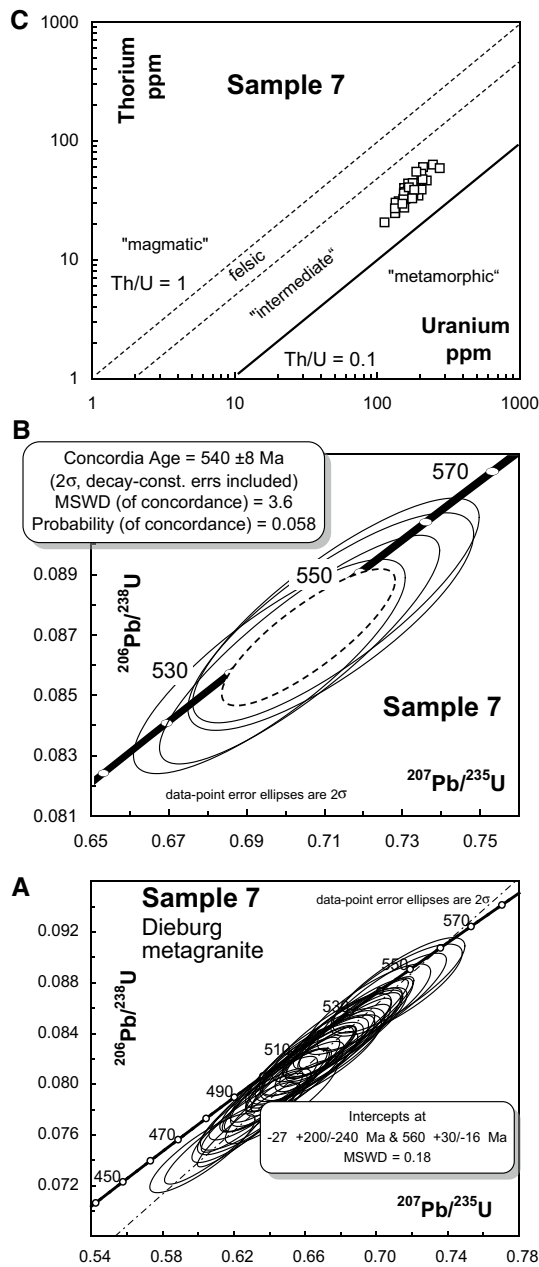 C
1000
Thorium
ppm
Sample 7
100
"magmatic"
felsic
"intermediate“
"metamorphic“
10
Th/U = 1
Uranium
ppm
Th/U = 0.1
1
1
10
100
1000
B
Concordia Age = 540 ±8 Ma
(2σ, decay-const. errs included)
MSWD (of concordance) = 3.6
Probability (of concordance) = 0.058
570
550
530
0.089
0.087
0.085
0.083
0.081
206Pb/238U
Sample 7
207Pb/235U
data-point error ellipses are 2σ
0.65
0.67
0.69
0.71
0.73
0.75
A
Sample 7
Dieburg
metagranite
data-point error ellipses are 2σ
570
550
530
510
490
470
450
0.092
0.088
0.084
0.080
0.076
0.072
206Pb/238U
Intercepts at
-27 +200/-240 Ma & 560 +30/-16 Ma
MSWD = 0.18
207Pb/235U
0.54
0.58
0.62
0.66
0.70
0.74
0.78